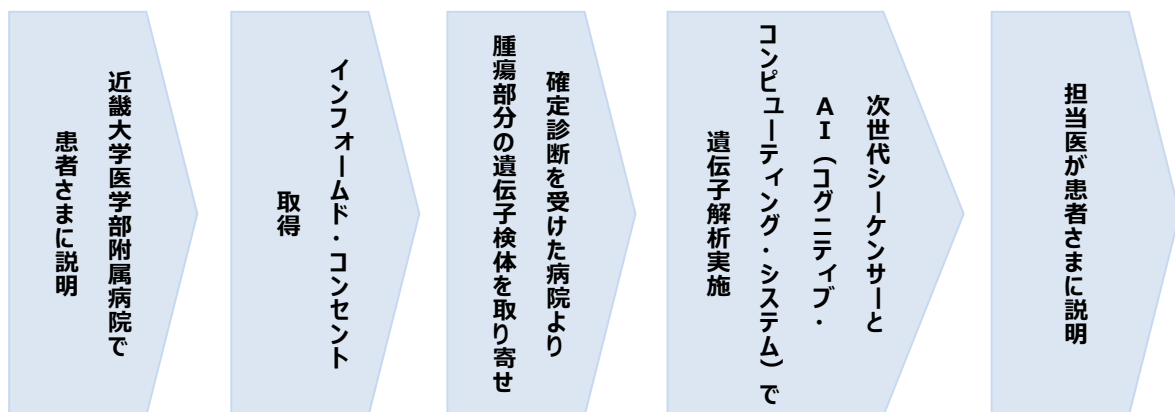 近畿大学医学部附属病院で
患者さまに説明
インフォームド・コンセント
取得
確定診断を受けた病院より
腫瘍部分の遺伝子検体を取り寄せ
次世代シーケンサーと
AI(コグニティブ・
コンピューティング・システム)で
遺伝子解析実施
担当医が患者さまに説明